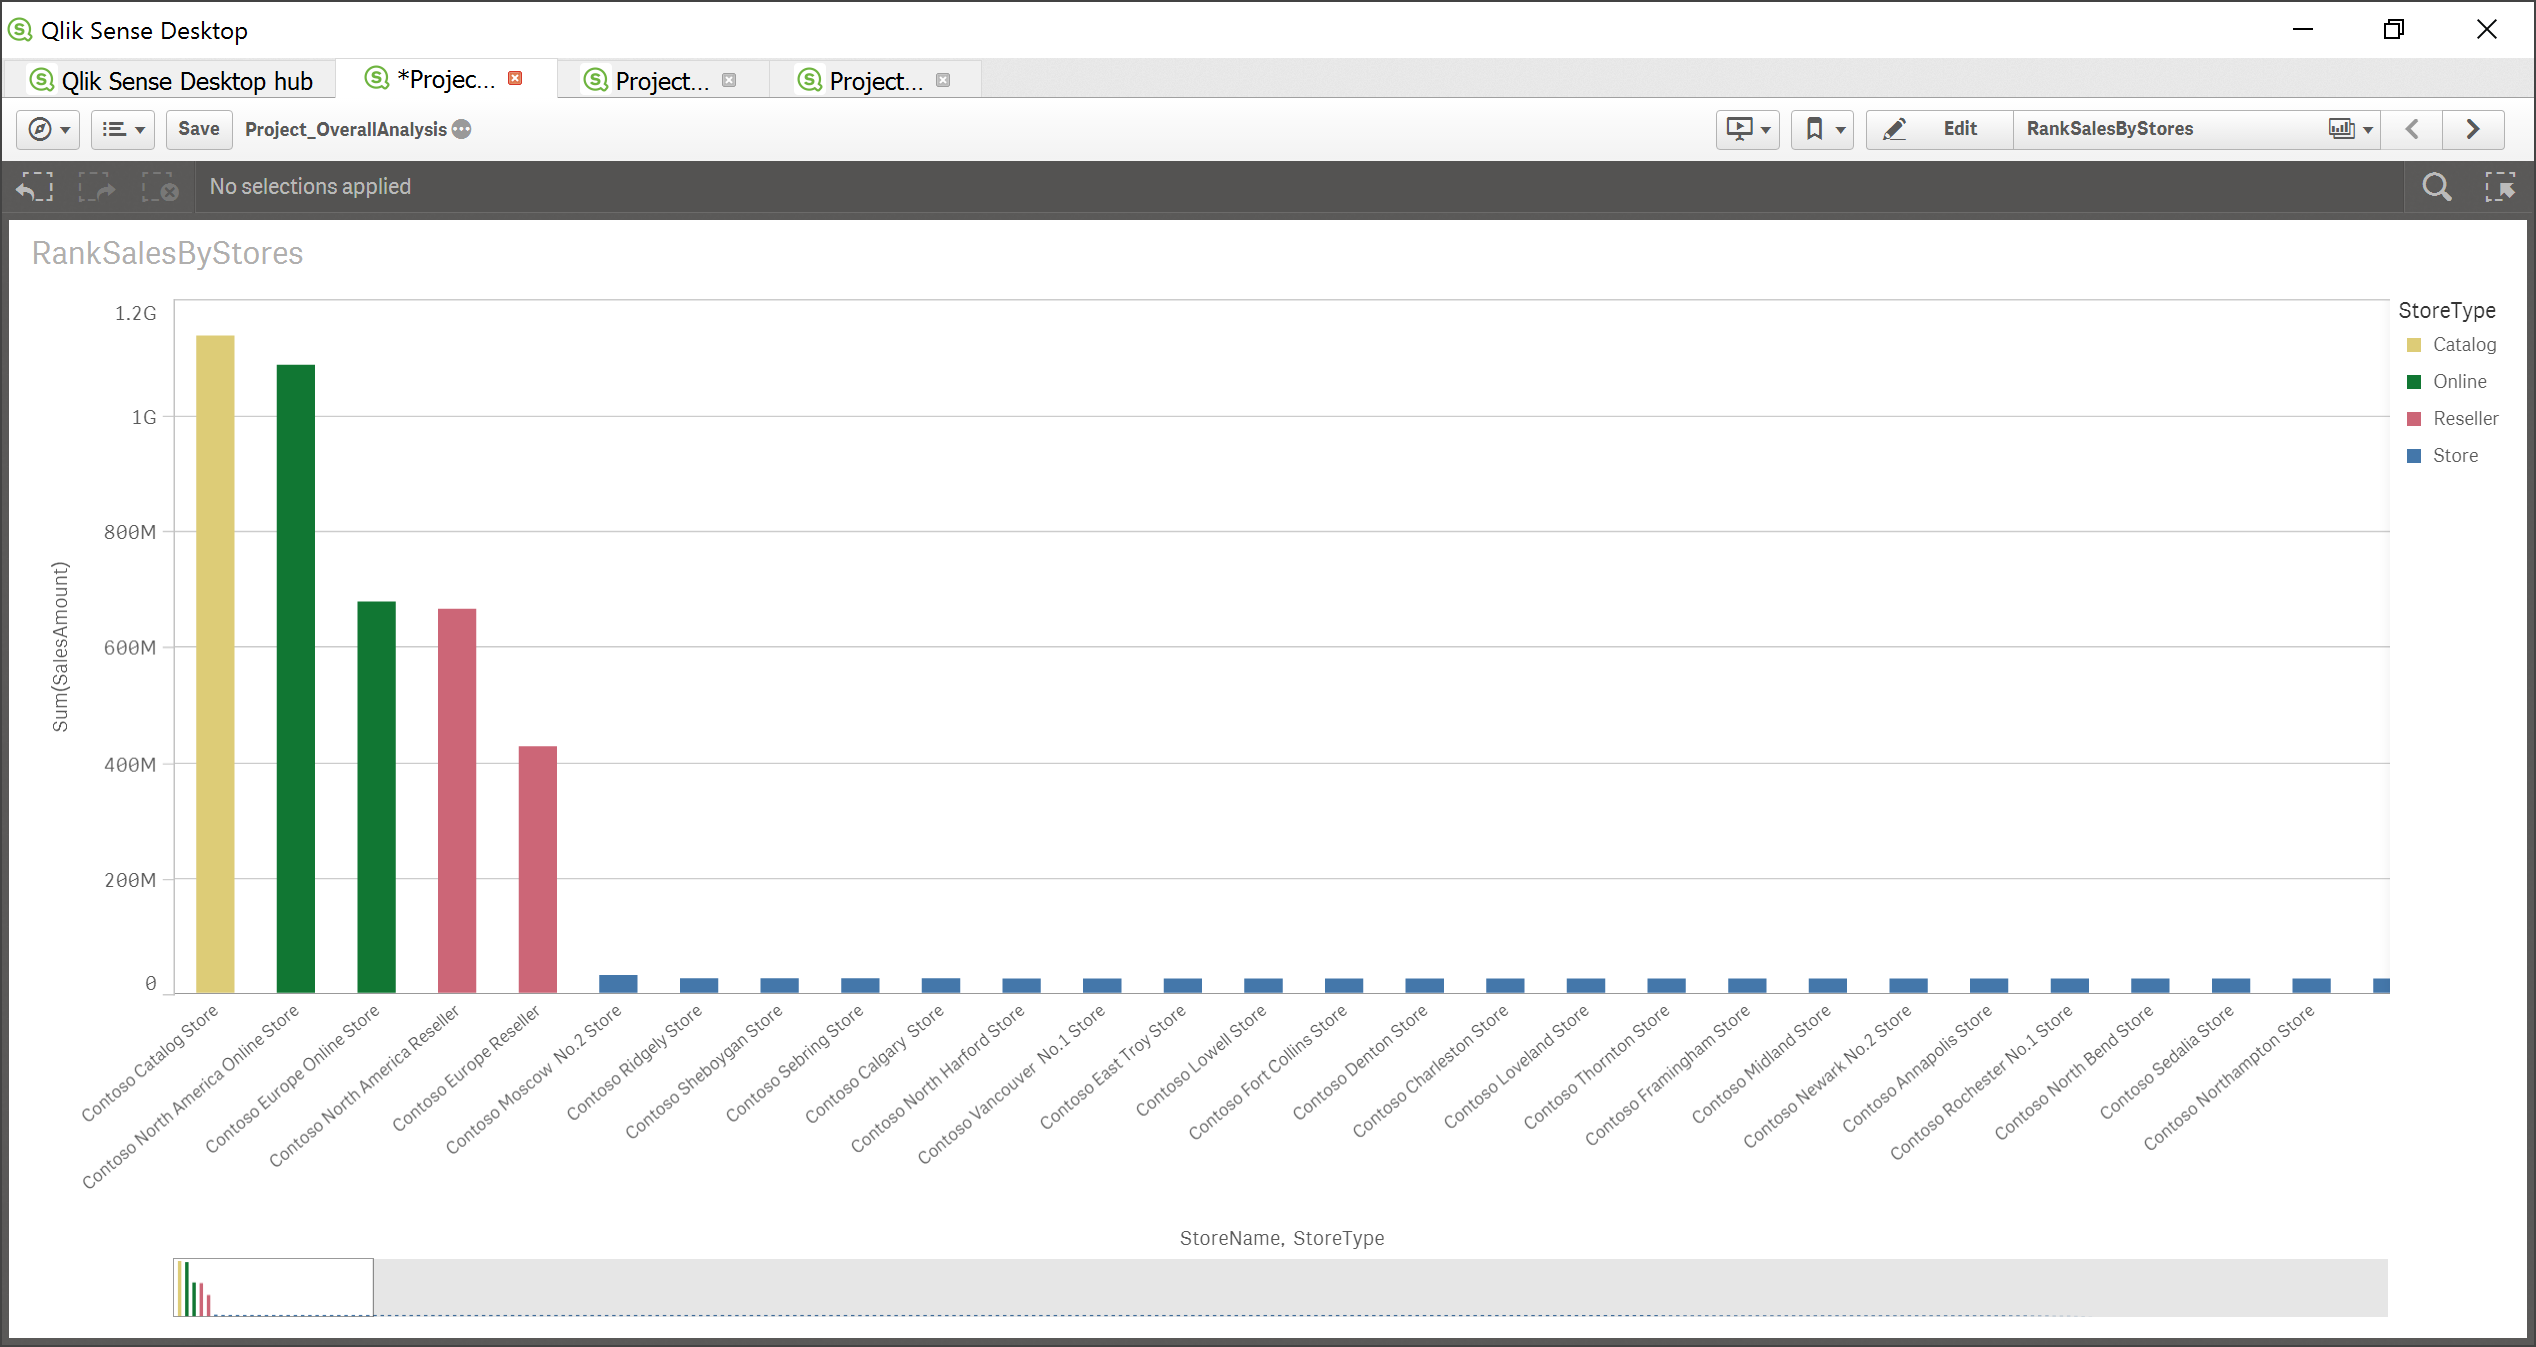 Qlik Sense Desktop
Qlik Sense Desktop hub
*Projec...
Project...
Project...
Save
Project_OverallAnalysis
Edit
RankSalesByStores
No selections applied
RankSalesByStores
1.2G
1G
800M
600M
400M
200M
0
Sum(SalesAmount)
StoreType
Catalog
Online
Reseller
Store
Contoso Catalog Store
Contoso North America Online Store
Contoso Europe Online Store
Contoso North America Reseller
Contoso Europe Reseller
Contoso Moscow No.2 Store
Contoso Ridgely Store
Contoso Sheboygan Store
Contoso Sebring Store
Contoso Calgary Store
Contoso North Harford Store
Contoso Vancouver No.1 Store
Contoso East Troy Store
Contoso Lowell Store
Contoso Fort Collins Store
Contoso Denton Store
Contoso Charleston Store
Contoso Loveland Store
Contoso Thornton Store
Contoso Framingham Store
Contoso Midland Store
Contoso Newark No.2 Store
Contoso Annapolis Store
Contoso Rochester No.1 Store
Contoso North Bend Store
Contoso Sedalia Store
Contoso Northampton Store
StoreName, StoreType